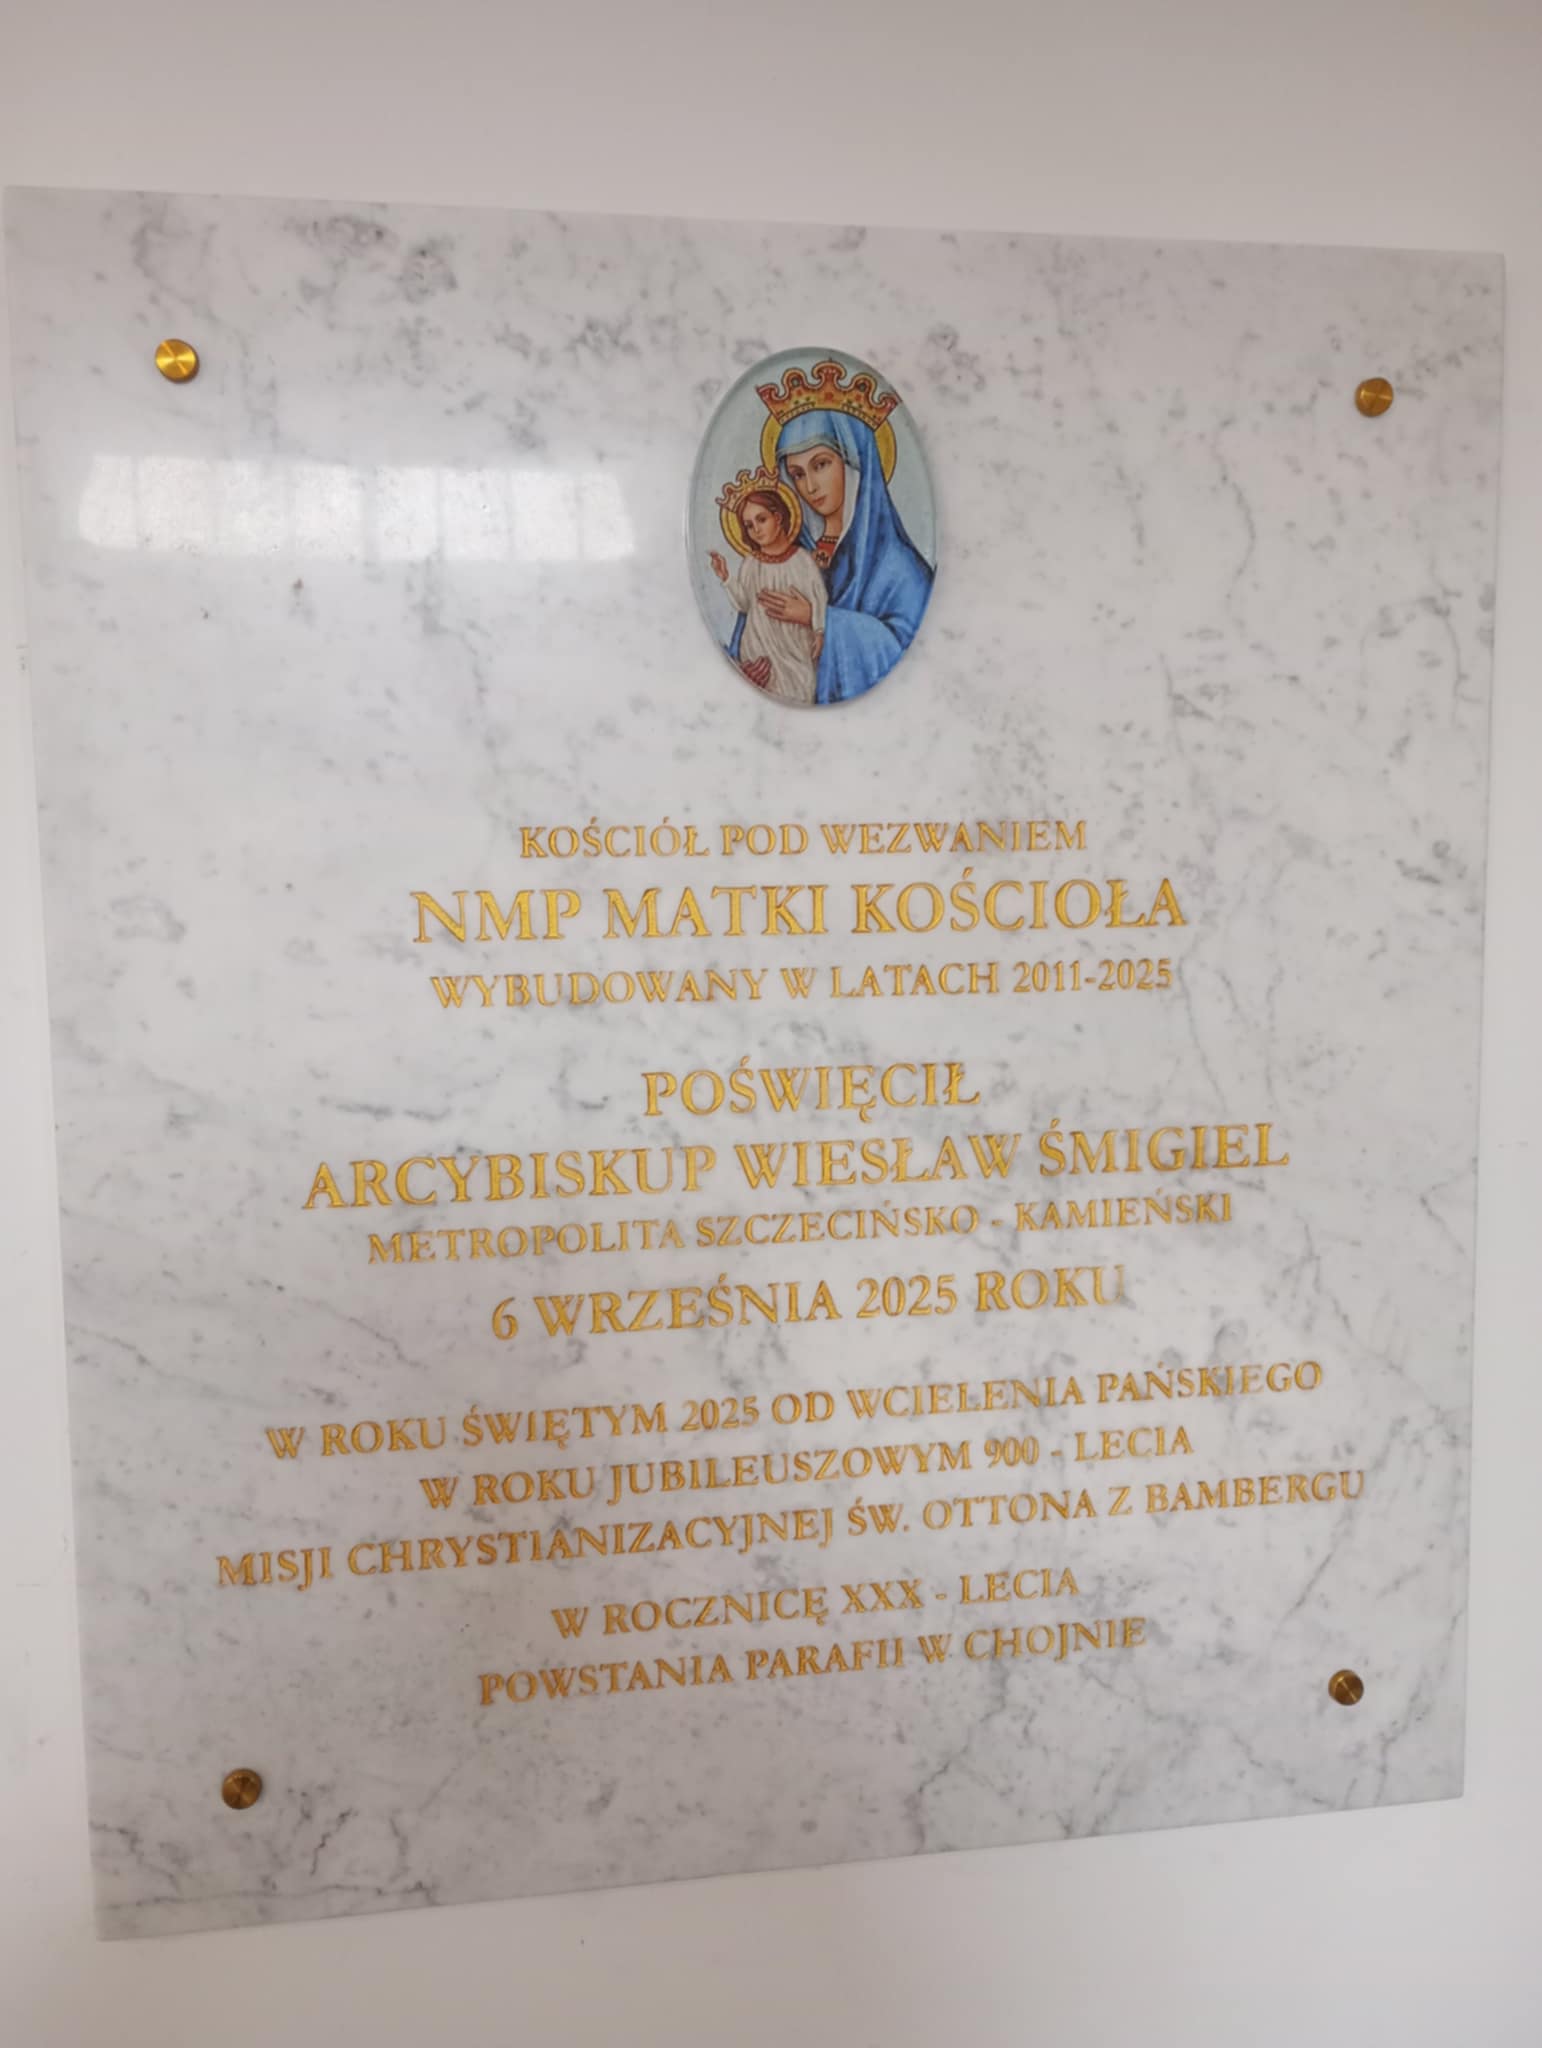 KOŚCIÓŁ POD WEZWANIEM
NMP MATKI KOŚCIOŁA
WYBUDOWANY W LATACH 2011-2025
POŚWIĘCIŁ
ARCYBISKUP WIESŁAW ŚMIGIEL
METROPOLITA SZCZECIŃSKO - KAMIEŃSKI
6 WRZEŚNIA 2025 ROKU
W ROKU ŚWIĘTYM 2025 OD WCIELENIA PAŃSKIEGO
W ROKU JUBILEUSZOWYM 900 - LECIA
MISJI CHRYSTIANIZACYJNEJ ŚW. OTTONA Z BAMBERGU
W ROCZNICĘ XXX - LECIA
POWSTANIA PARAFII W CHOJNIE